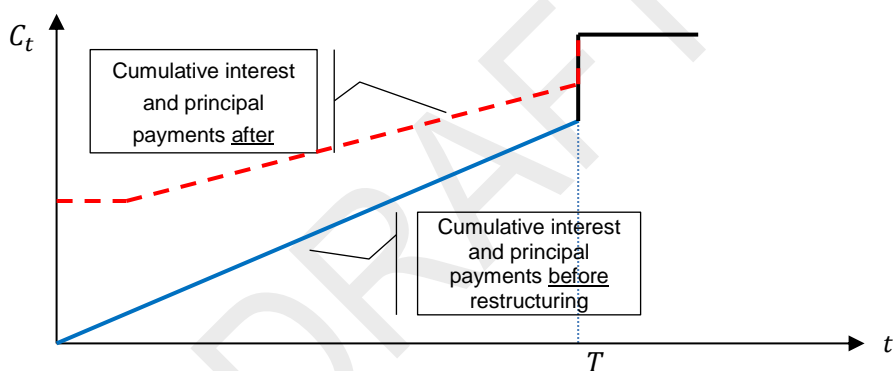 C_t
Cumulative interest
and principal
payments after
Cumulative interest
and principal
payments before
restructuring
T
t
DRAFT